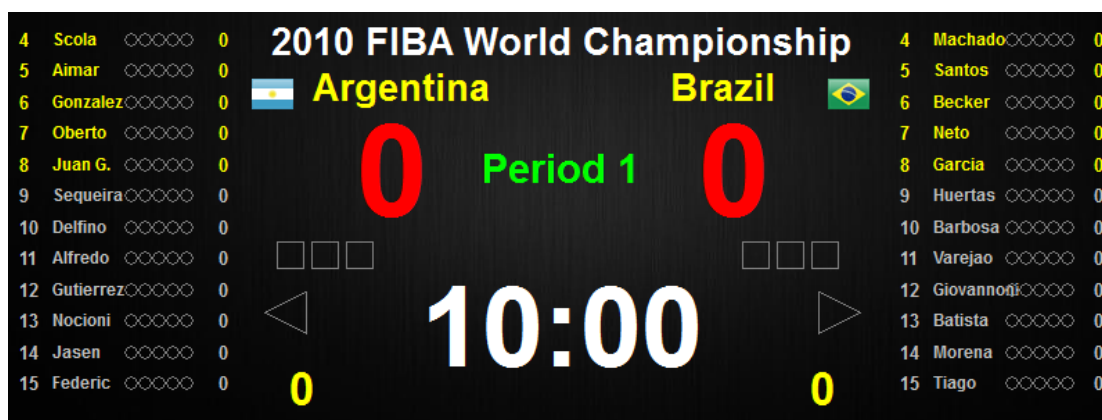 2010 FIBA World Championship
Argentina Brazil
0 Period 1 0
10:00
0 0
4 Scola 0
5 Aimar 0
6 Gonzalez 0
7 Oberto 0
8 Juan G. 0
9 Sequeira 0
10 Delfino 0
11 Alfredo 0
12 Gutierrez 0
13 Nocioni 0
14 Jasen 0
15 Federic 0
4 Machado 0
5 Santos 0
6 Becker 0
7 Neto 0
8 Garcia 0
9 Huertas 0
10 Barbosa 0
11 Varejao 0
12 Giovannoni 0
13 Batista 0
14 Morena 0
15 Tiago 0